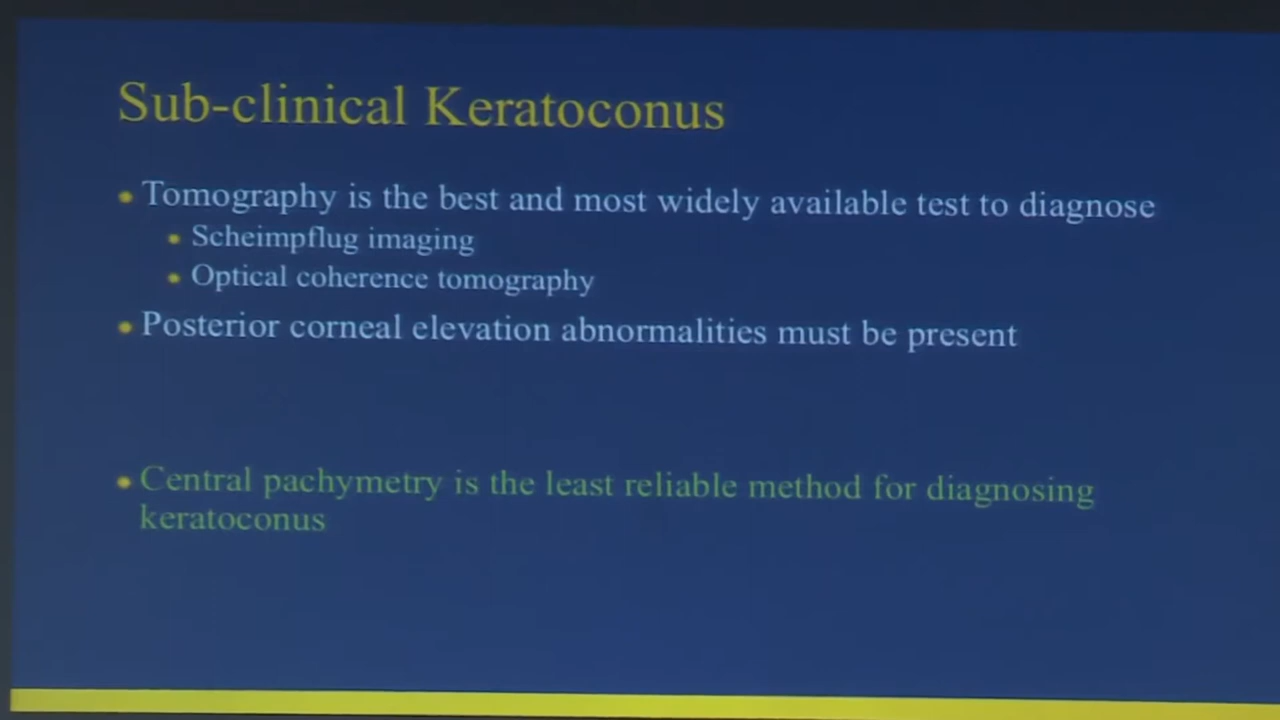 Sub-clinical Keratoconus
Tomography is the best and most widely available test to diagnose
Scheimpflug imaging
Optical coherence tomography
Posterior corneal elevation abnormalities must be present
Central pachymetry is the least reliable method for diagnosing
keratoconus